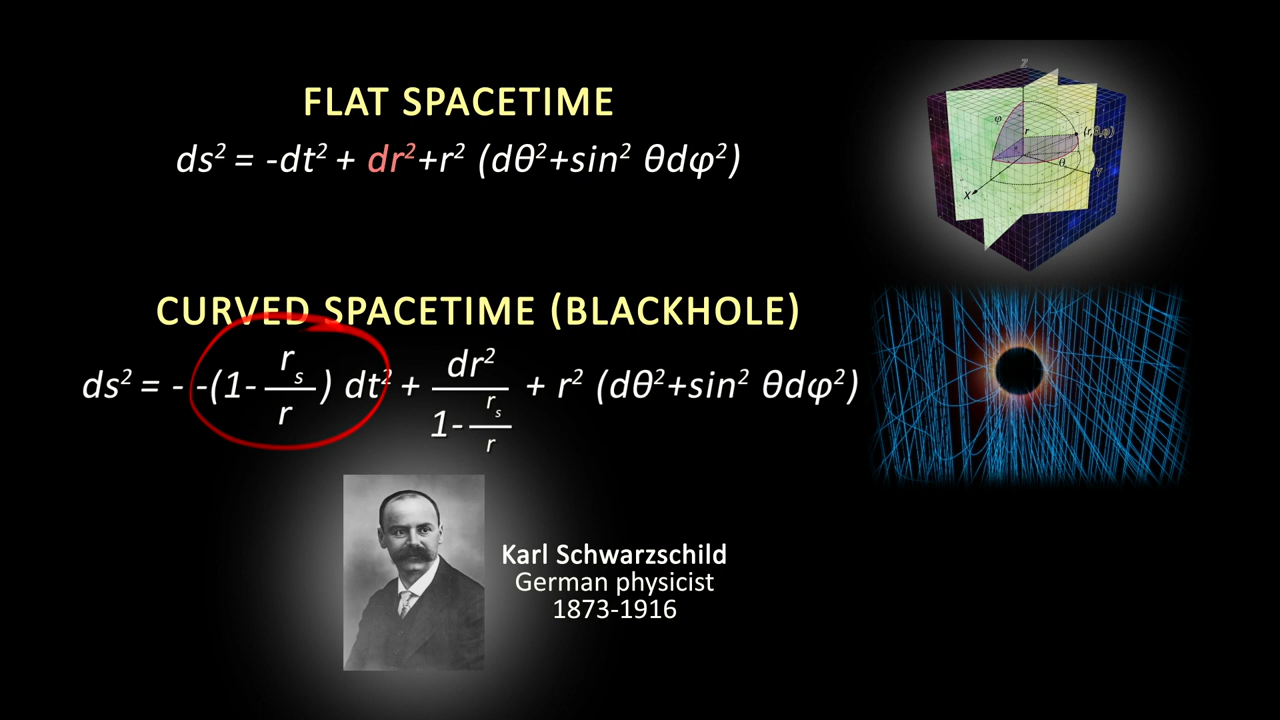 FLAT SPACETIME
ds² = -dt² + dr²+r² (dθ²+sin² θdφ²)
CURVED SPACETIME (BLACKHOLE)
ds² = - -(1- rₛ/r ) dt² + dr²/(1- rₛ/r) + r² (dθ²+sin² θdφ²)
Karl Schwarzschild
German physicist
1873-1916
Z
φ
r
(r,θ,φ)
θ
Y
X